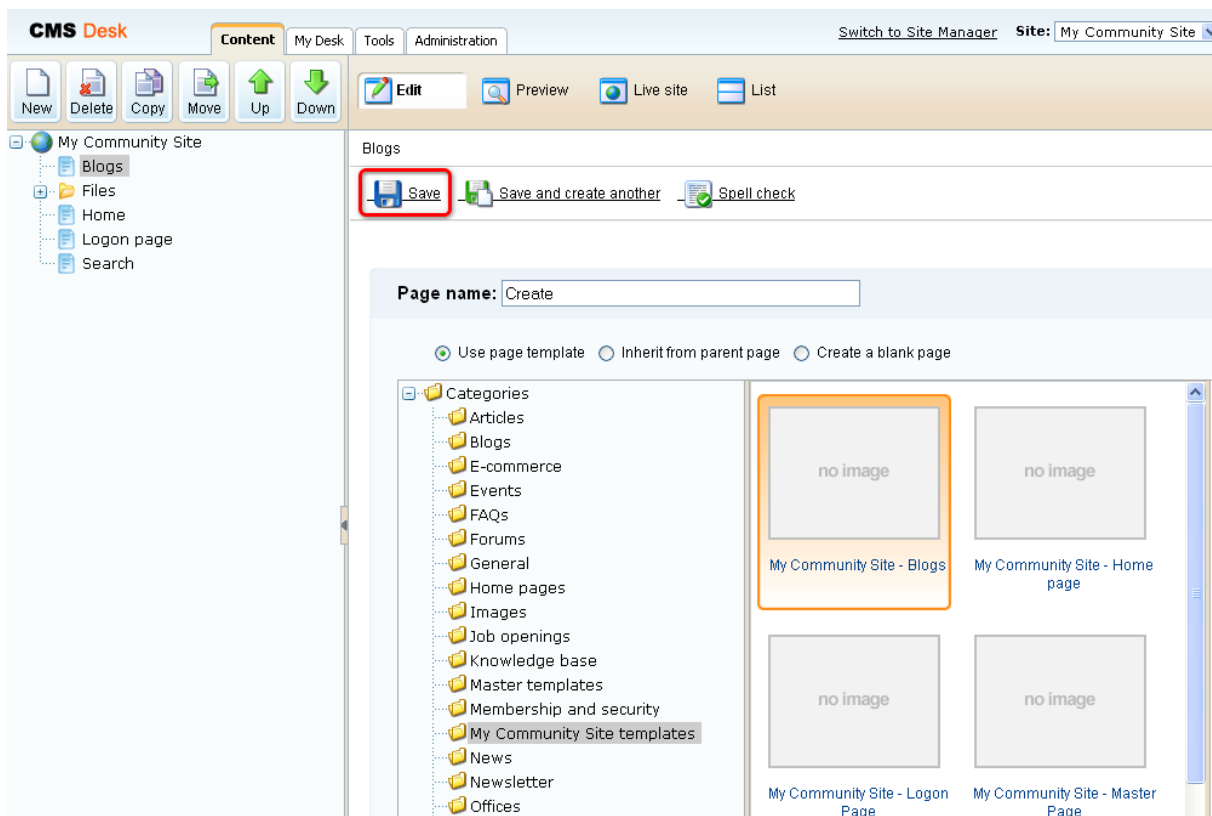 CMS Desk
Content
My Desk
Tools
Administration
Switch to Site Manager
Site: My Community Site
New
Delete
Copy
Move
Up
Down
Edit
Preview
Live site
List
My Community Site
Blogs
Files
Home
Logon page
Search
Blogs
Save
Save and create another
Spell check
Page name: Create
Use page template
Inherit from parent page
Create a blank page
Categories
Articles
Blogs
E-commerce
Events
FAQs
Forums
General
Home pages
Images
Job openings
Knowledge base
Master templates
Membership and security
My Community Site templates
News
Newsletter
Offices
no image
My Community Site - Blogs
no image
My Community Site - Home
page
no image
My Community Site - Logon
Page
no image
My Community Site - Master
Page